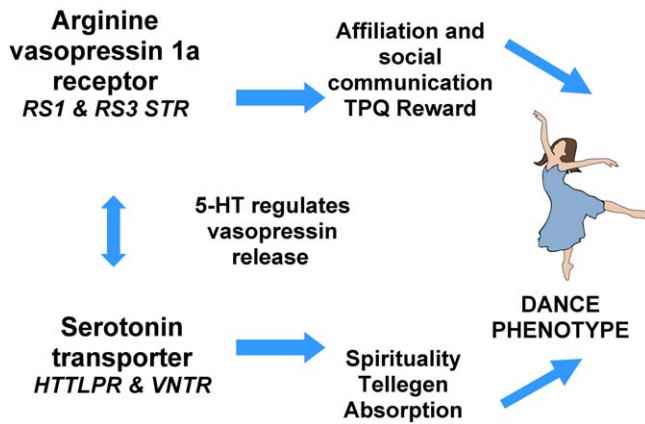 Arginine
vasopressin 1a
receptor
RS1 & RS3 STR
Affiliation and
social
communication
TPQ Reward
5-HT regulates
vasopressin
release
Serotonin
transporter
HTTLPR & VNTR
Spirituality
Tellegen
Absorption
DANCE
PHENOTYPE